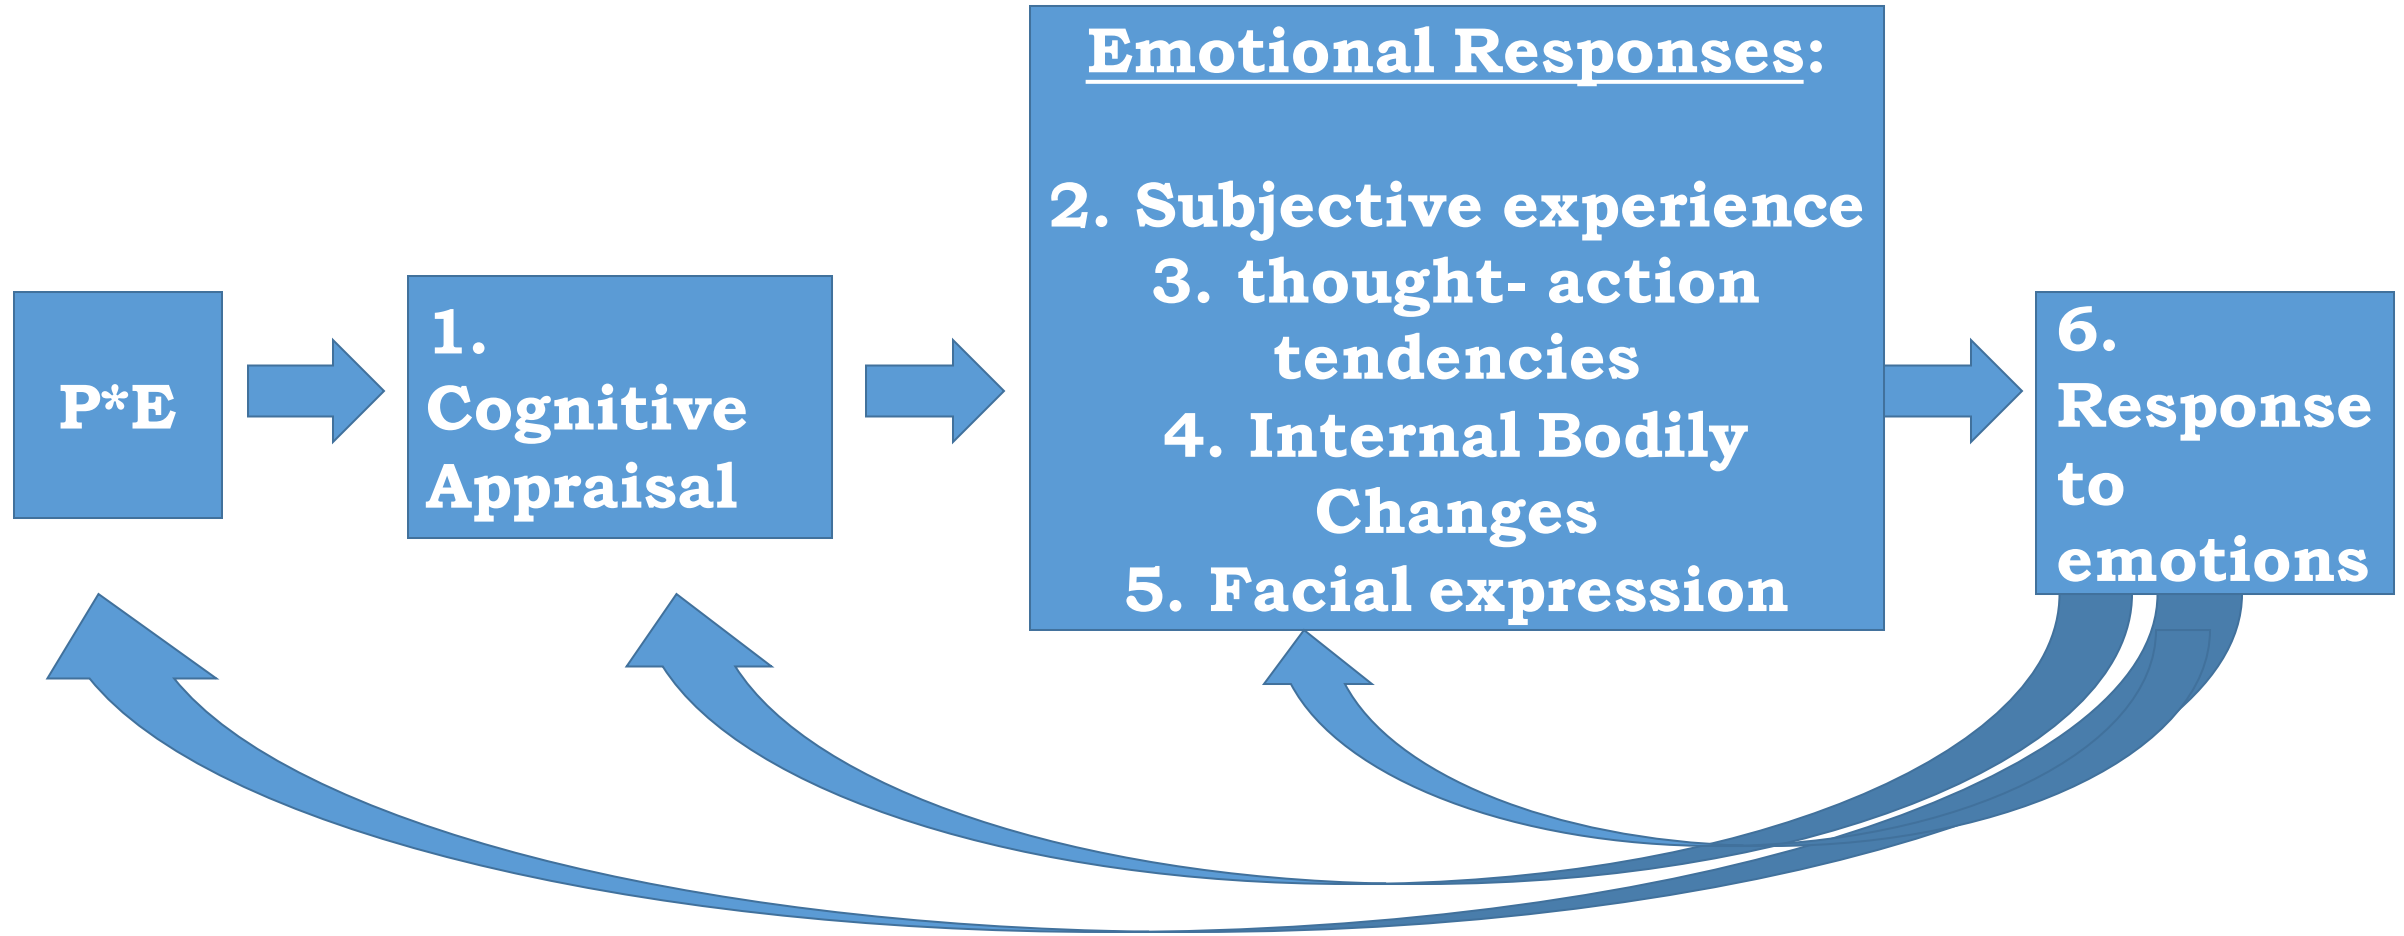 P*E
1.
Cognitive
Appraisal
Emotional Responses:
2. Subjective experience
3. thought- action
tendencies
4. Internal Bodily
Changes
5. Facial expression
6.
Response
to
emotions